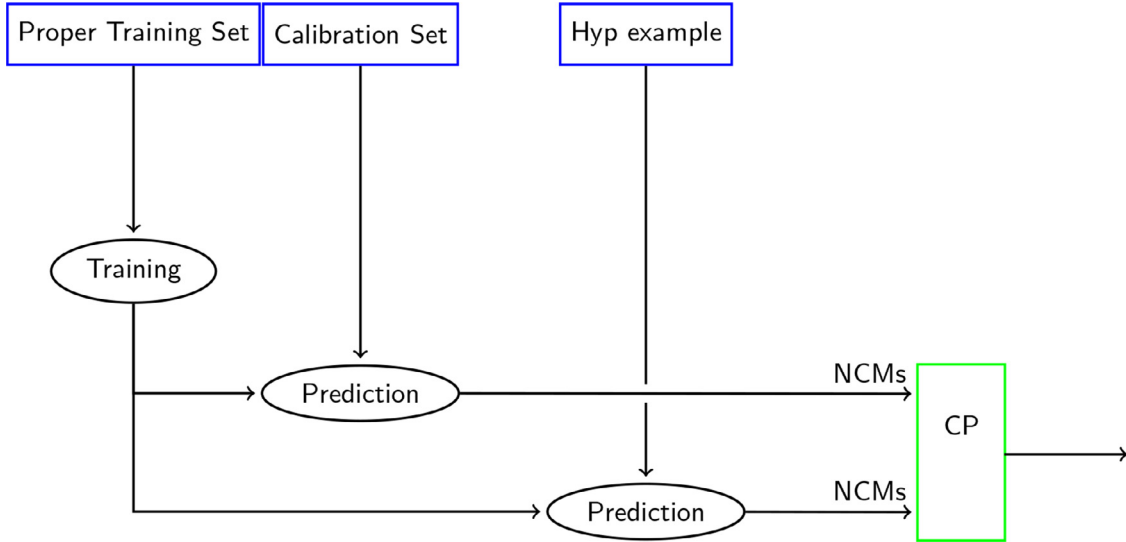 Proper Training Set
Calibration Set
Hyp example
Training
Prediction
NCMs
CP
Prediction
NCMs